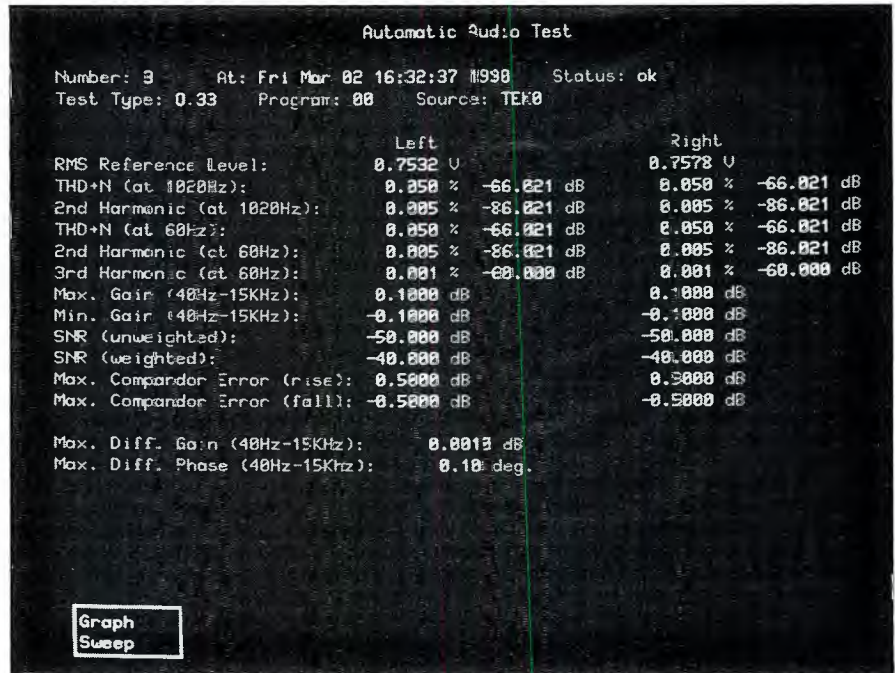 Automatic Audio Test
Number: 3 At: Fri Mar 02 16:32:37 1990 Status: ok
Test Type: 0.33 Program: 00 Source: TEK0
Left Right
RMS Reference Level: 0.7532 V 0.7578 V
THD+N (at 1020Hz): 0.050 % -66.021 dB 0.050 % -66.021 dB
2nd Harmonic (at 1020Hz): 0.005 % -86.021 dB 0.005 % -86.021 dB
THD+N (at 60Hz): 0.050 % -66.021 dB 0.050 % -66.021 dB
2nd Harmonic (at 60Hz): 0.005 % -86.021 dB 0.005 % -86.021 dB
3rd Harmonic (at 60Hz): 0.001 % -60.000 dB 0.001 % -60.000 dB
Max. Gain (40Hz-15KHz): 0.1000 dB 0.1000 dB
Min. Gain (40Hz-15KHz): -0.1000 dB -0.1000 dB
SNR (unweighted): -50.000 dB -50.000 dB
SNR (weighted): -40.000 dB -40.000 dB
Max. Compandor Error (rise): 0.5000 dB 0.5000 dB
Max. Compandor Error (fall): -0.5000 dB -0.5000 dB
Max. Diff. Gain (40Hz-15KHz): 0.0010 dB
Max. Diff. Phase (40Hz-15KHz): 0.10 deg.
Graph
Sweep